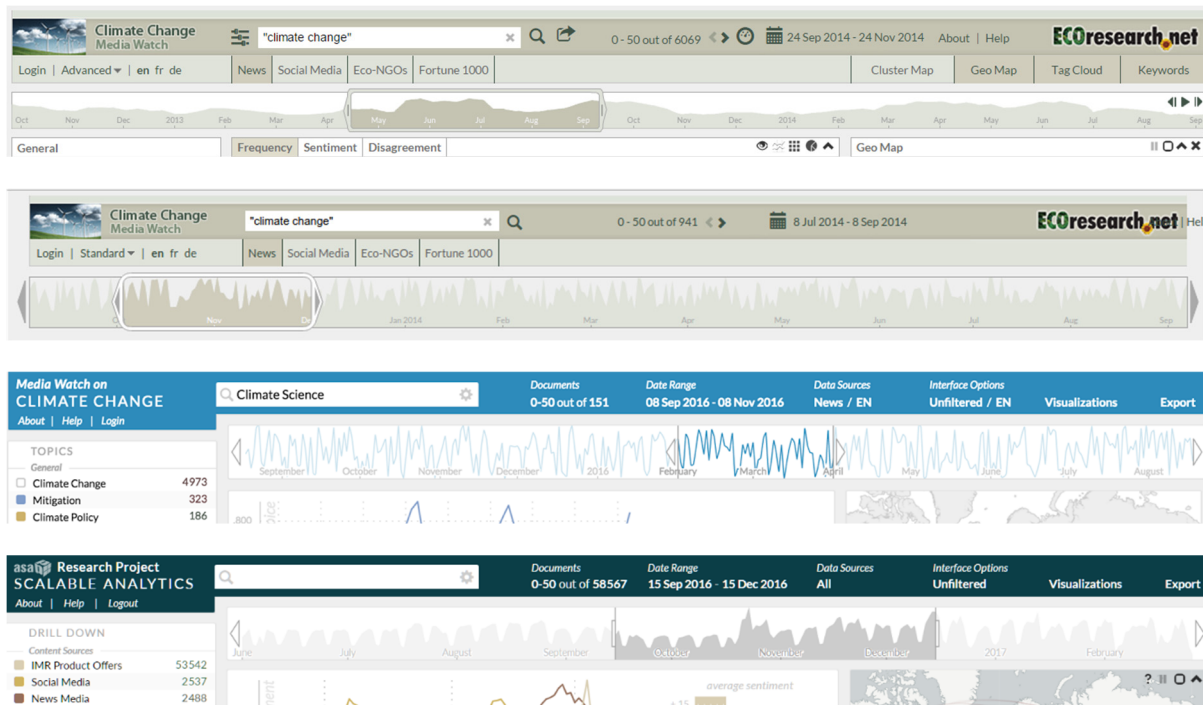 Climate Change
Media Watch
"climate change"
0 - 50 out of 6069
24 Sep 2014 - 24 Nov 2014
About | Help
ECOresearch.net
Login | Advanced | en fr de
News Social Media Eco-NGOs Fortune 1000
Cluster Map Geo Map Tag Cloud Keywords
Oct Nov Dec 2013 Feb Mar Apr May Jun Jul Aug Sep Oct Nov Dec 2014 Feb Mar Apr May Jun Jul Aug Sep
General Frequency Sentiment Disagreement Geo Map
Climate Change
Media Watch
"climate change"
0 - 50 out of 941
8 Jul 2014 - 8 Sep 2014
ECOresearch.net | Hel
Login | Standard | en fr de
News Social Media Eco-NGOs Fortune 1000
Nov Jan 2014 Feb Mar Apr May Jun Jul Aug Sep
Media Watch on
CLIMATE CHANGE
About | Help | Login
Climate Science
Documents
0-50 out of 151
Date Range
08 Sep 2016 - 08 Nov 2016
Data Sources
News / EN
Interface Options
Unfiltered / EN
Visualizations
Export
September October November December 2016 February March April May June July August
TOPICS
General
Climate Change 4973
Mitigation 323
Climate Policy 186
800
asap Research Project
SCALABLE ANALYTICS
About | Help | Logout
Documents
0-50 out of 58567
Date Range
15 Sep 2016 - 15 Dec 2016
Data Sources
All
Interface Options
Unfiltered
Visualizations
Export
June July August September October November December 2017 February
DRILL DOWN
Content Sources
IMR Product Offers 53542
Social Media 2537
News Media 2488
average sentiment
+.15
?